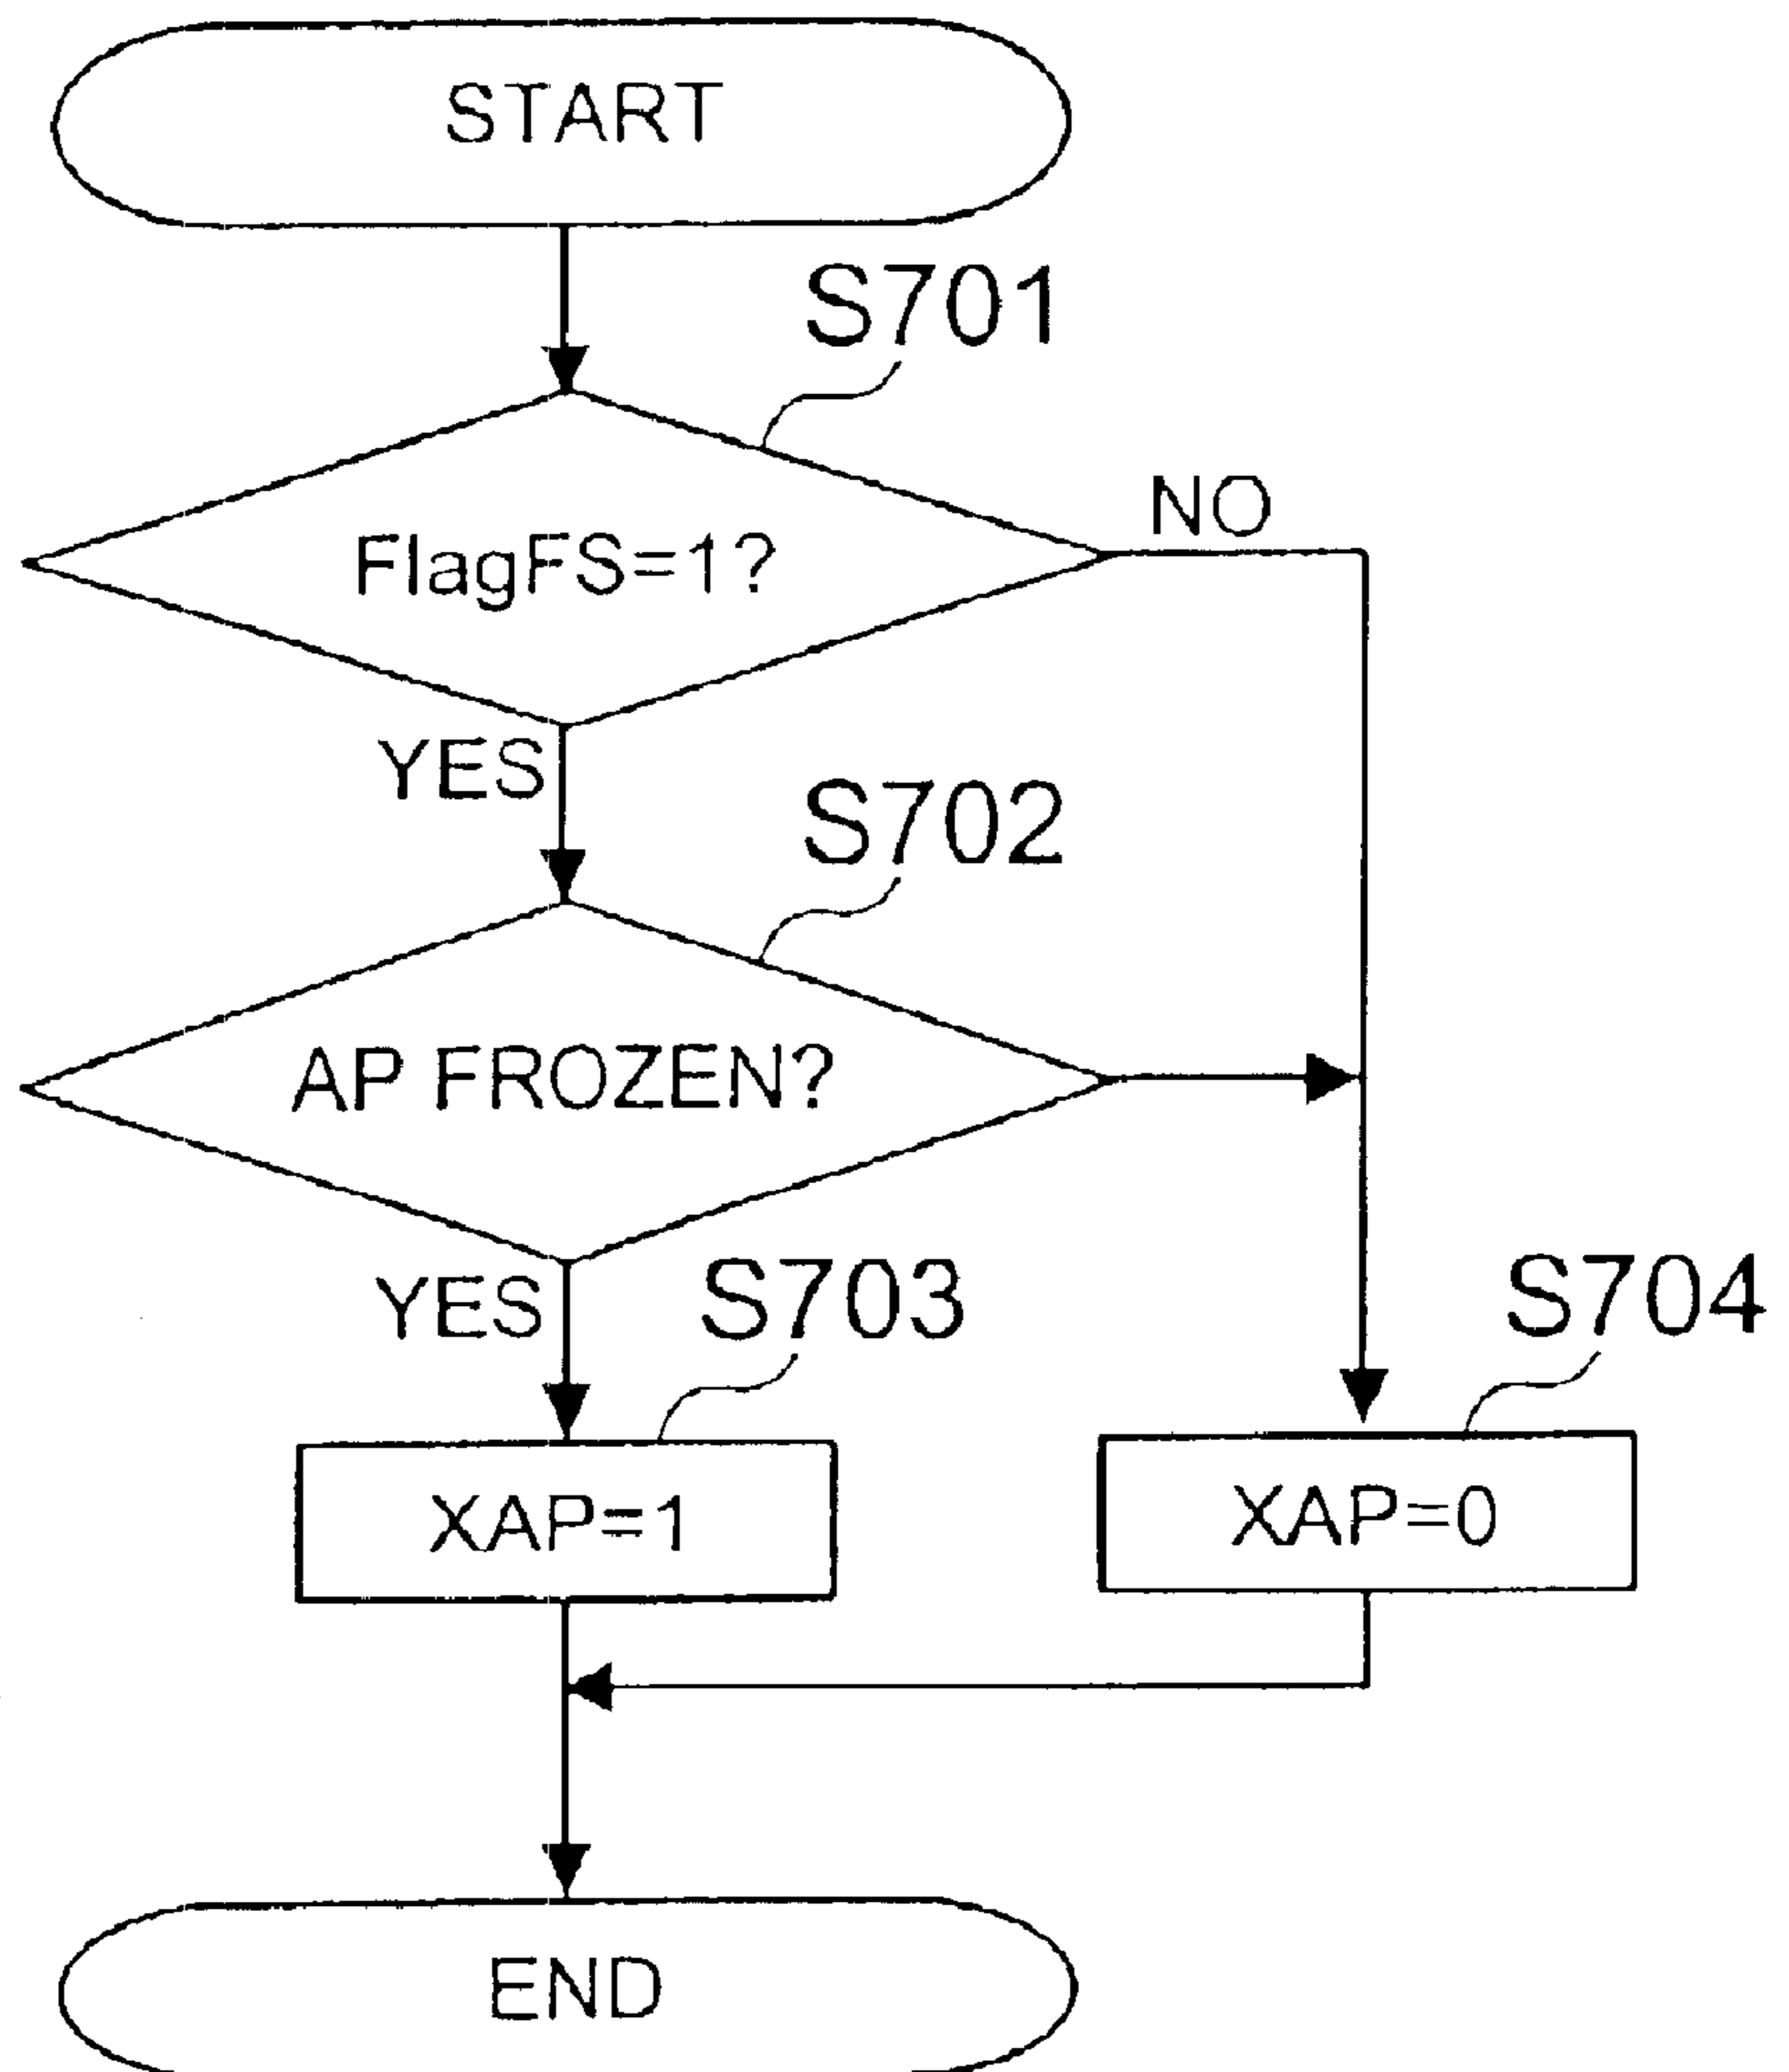 START
S701
NO
FlagFS=1?
YES
S702
AP FROZEN?
YES
S703
S704
XAP=1
XAP=0
END